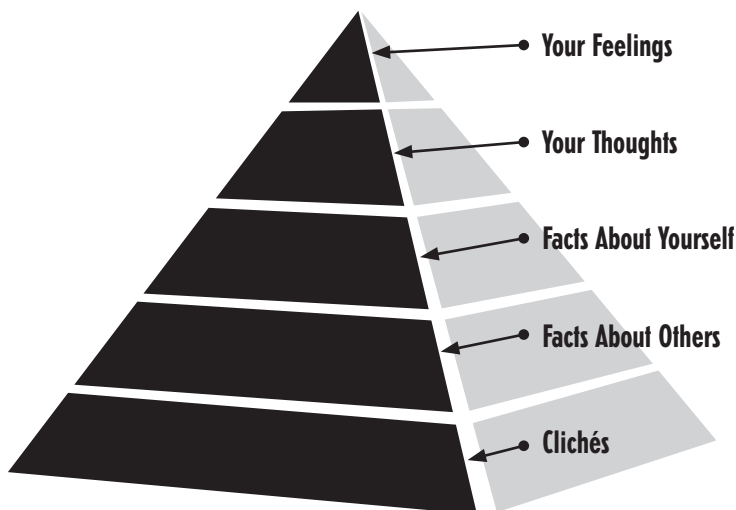 Your Feelings
Your Thoughts
Facts About Yourself
Facts About Others
Clichés